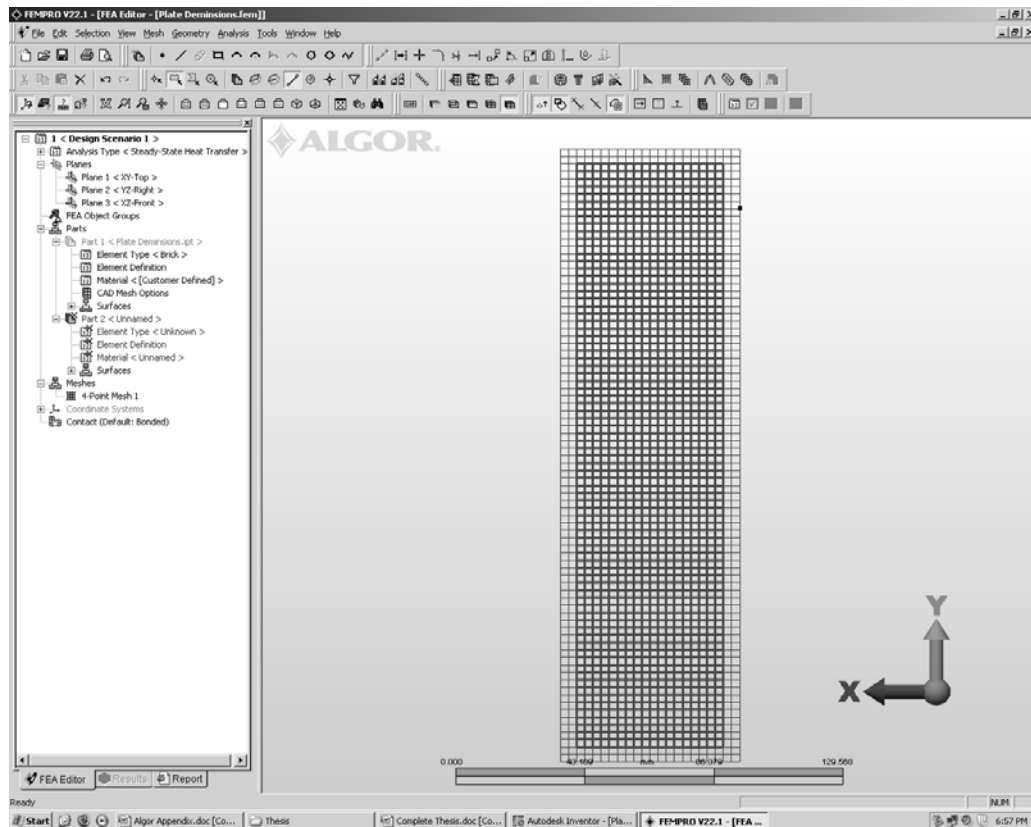 FEMPRO V22.1 - [FEA Editor - [Plate Deminsions.fem]]
File Edit Selection View Mesh Geometry Analysis Tools Window Help
1 < Design Scenario 1 >
Analysis Type < Steady-State Heat Transfer >
Planes
Plane 1 < XY-Top >
Plane 2 < YZ-Right >
Plane 3 < XZ-Front >
FEA Object Groups
Parts
Part 1 < Plate Deminsions.ipt >
Element Type < Brick >
Element Definition
Material < [Customer Defined] >
CAD Mesh Options
Surfaces
Part 2 < Unnamed >
Element Type < Unknown >
Element Definition
Material < Unnamed >
Surfaces
Meshes
4-Point Mesh 1
Coordinate Systems
Contact (Default: Bonded)
ALGOR.
Y
X
0.000 mm 129.568
FEA Editor Results Report
Ready NUM
Start Algor Appendix.doc [Co... Thesis Complete Thesis.doc [Co... Autodesk Inventor - [Pla... FEMPRO V22.1 - [FEA ... 6:57 PM